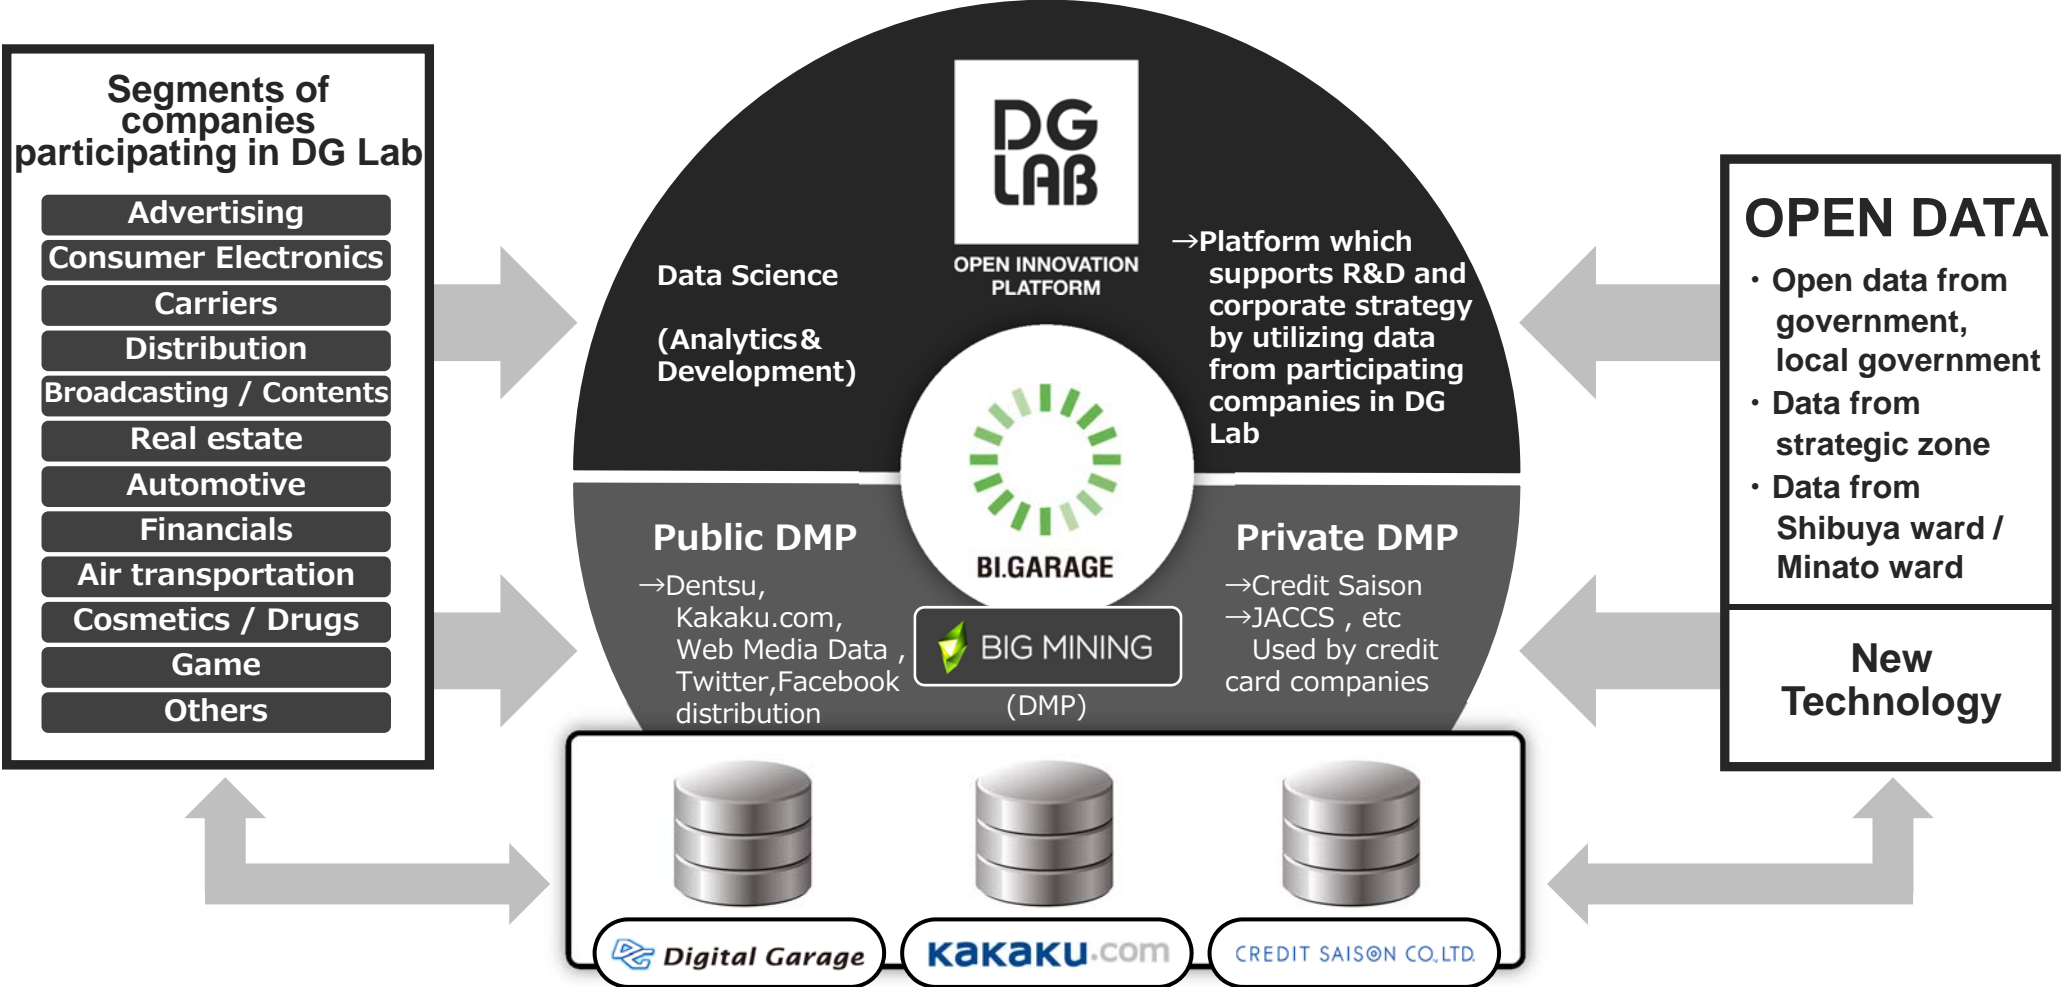 Segments of
companies
participating in DG Lab
Advertising
Consumer Electronics
Carriers
Distribution
Broadcasting / Contents
Real estate
Automotive
Financials
Air transportation
Cosmetics / Drugs
Game
Others
DG
LAB
OPEN INNOVATION
PLATFORM
Data Science
(Analytics&
Development)
→Platform which
supports R&D and
corporate strategy
by utilizing data
from participating
companies in DG
Lab
BI.GARAGE
Public DMP
→Dentsu,
Kakaku.com,
Web Media Data ,
Twitter,Facebook
distribution
BIG MINING
(DMP)
Private DMP
→Credit Saison
→JACCS , etc
Used by credit
card companies
Digital Garage
KaKaKU.com
CREDIT SAISON CO.,LTD.
OPEN DATA
・Open data from
government,
local government
・Data from
strategic zone
・Data from
Shibuya ward /
Minato ward
New
Technology